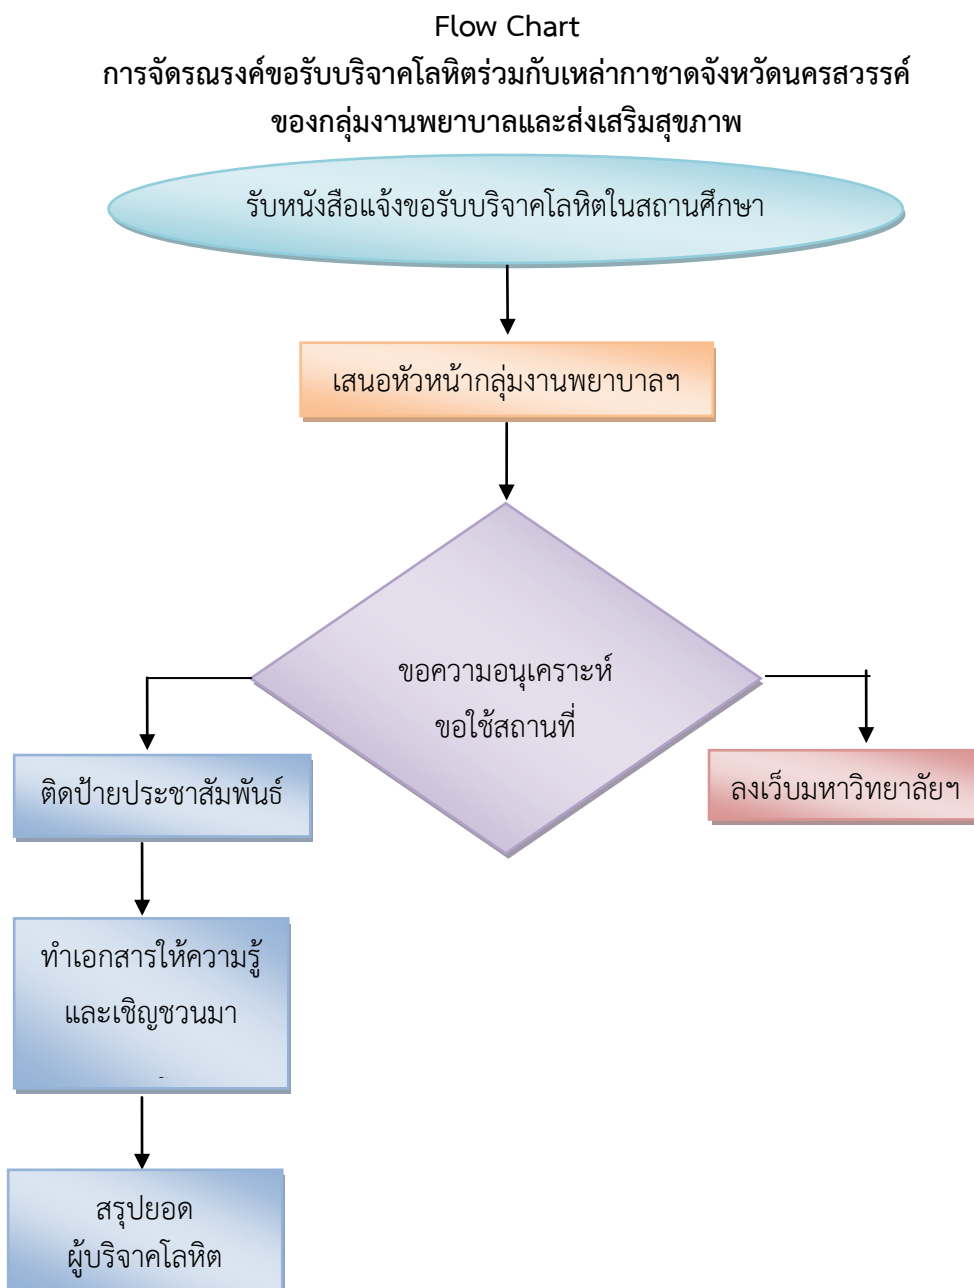 Flow Chart
การจัดรณรงค์ขอรับบริจาคโลหิตร่วมกับเหล่ากาชาดจังหวัดนครสวรรค์
ของกลุ่มงานพยาบาลและส่งเสริมสุขภาพ
รับหนังสือแจ้งขอรับบริจาคโลหิตในสถานศึกษา
เสนอหัวหน้ากลุ่มงานพยาบาลฯ
ขอความอนุเคราะห์
ขอใช้สถานที่
ติดป้ายประชาสัมพันธ์
ลงเว็บมหาวิทยาลัยฯ
ทำเอกสารให้ความรู้
และเชิญชวนมา
สรุปยอด
ผู้บริจาคโลหิต